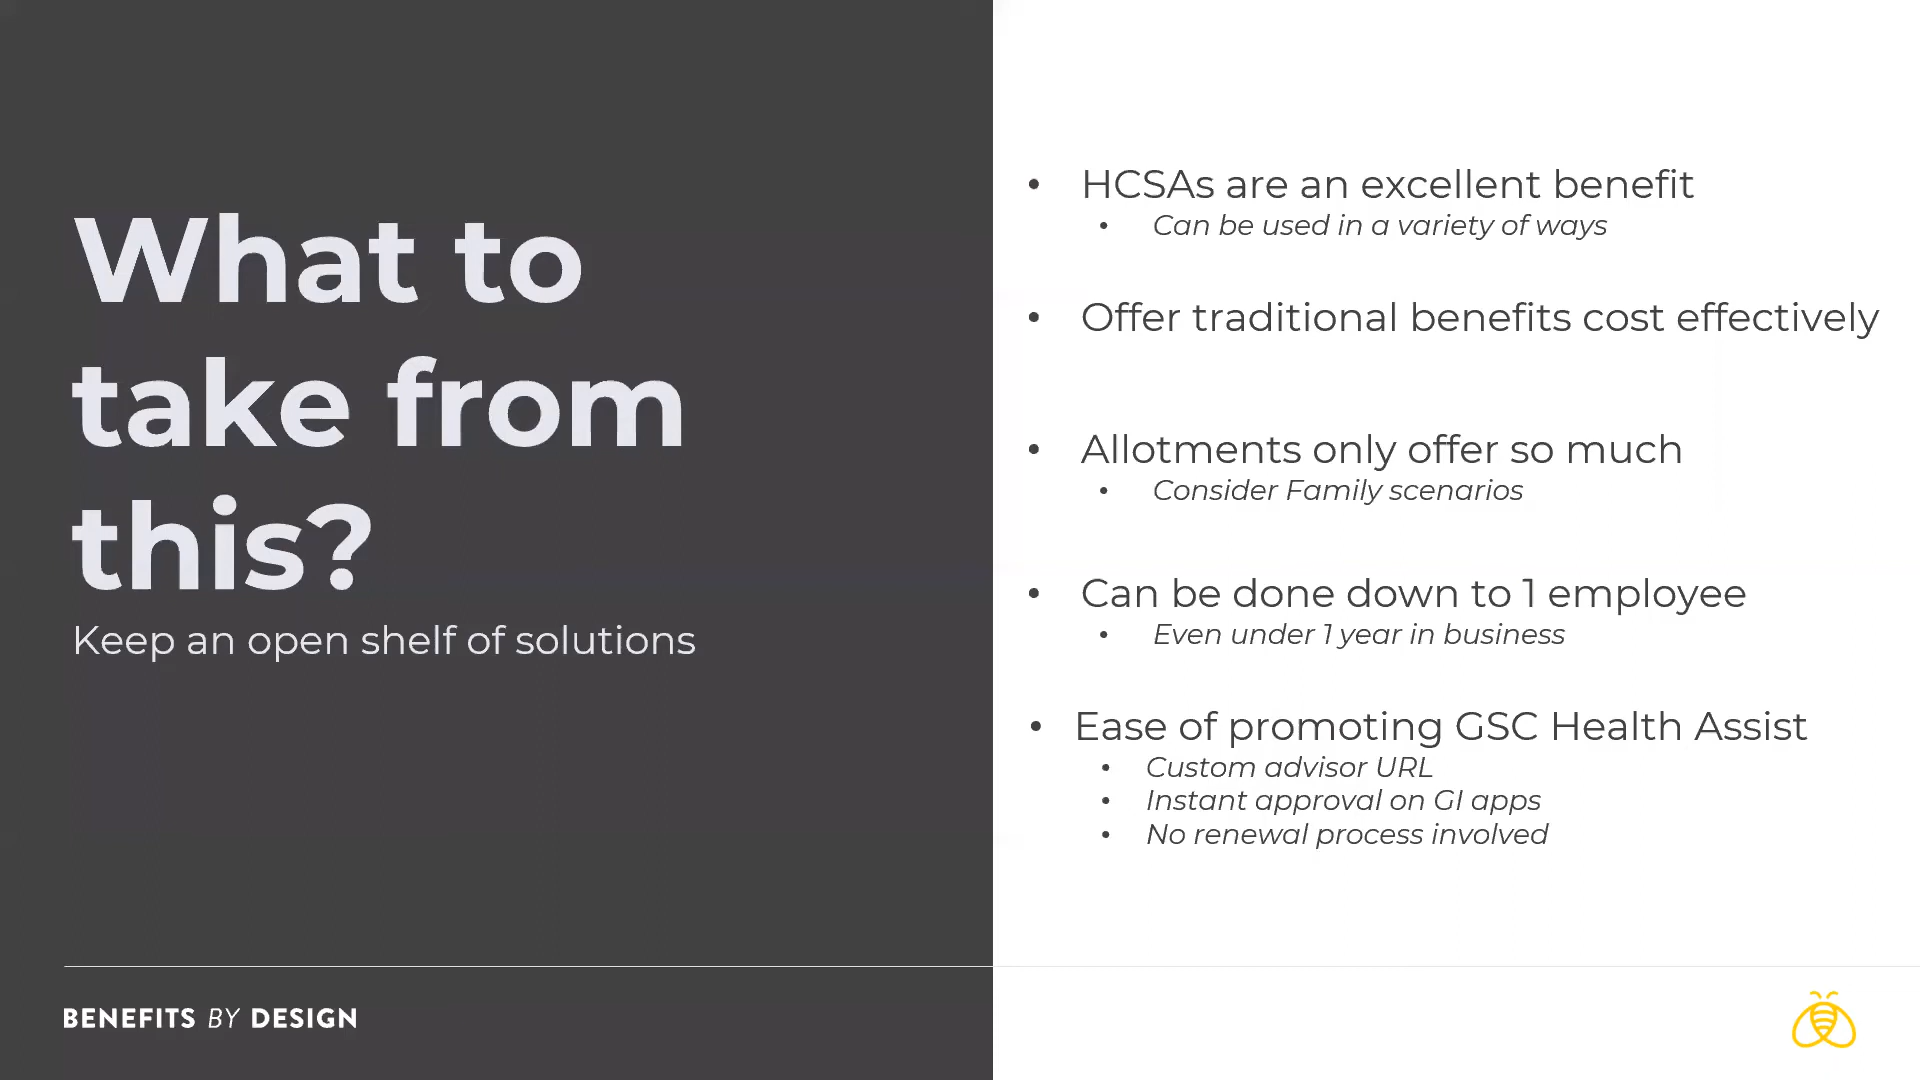 What to
take from
this?
Keep an open shelf of solutions
• HCSAs are an excellent benefit
• Can be used in a variety of ways
• Offer traditional benefits cost effectively
• Allotments only offer so much
• Consider Family scenarios
• Can be done down to 1 employee
• Even under 1 year in business
• Ease of promoting GSC Health Assist
• Custom advisor URL
• Instant approval on GI apps
• No renewal process involved
BENEFITS BY DESIGN